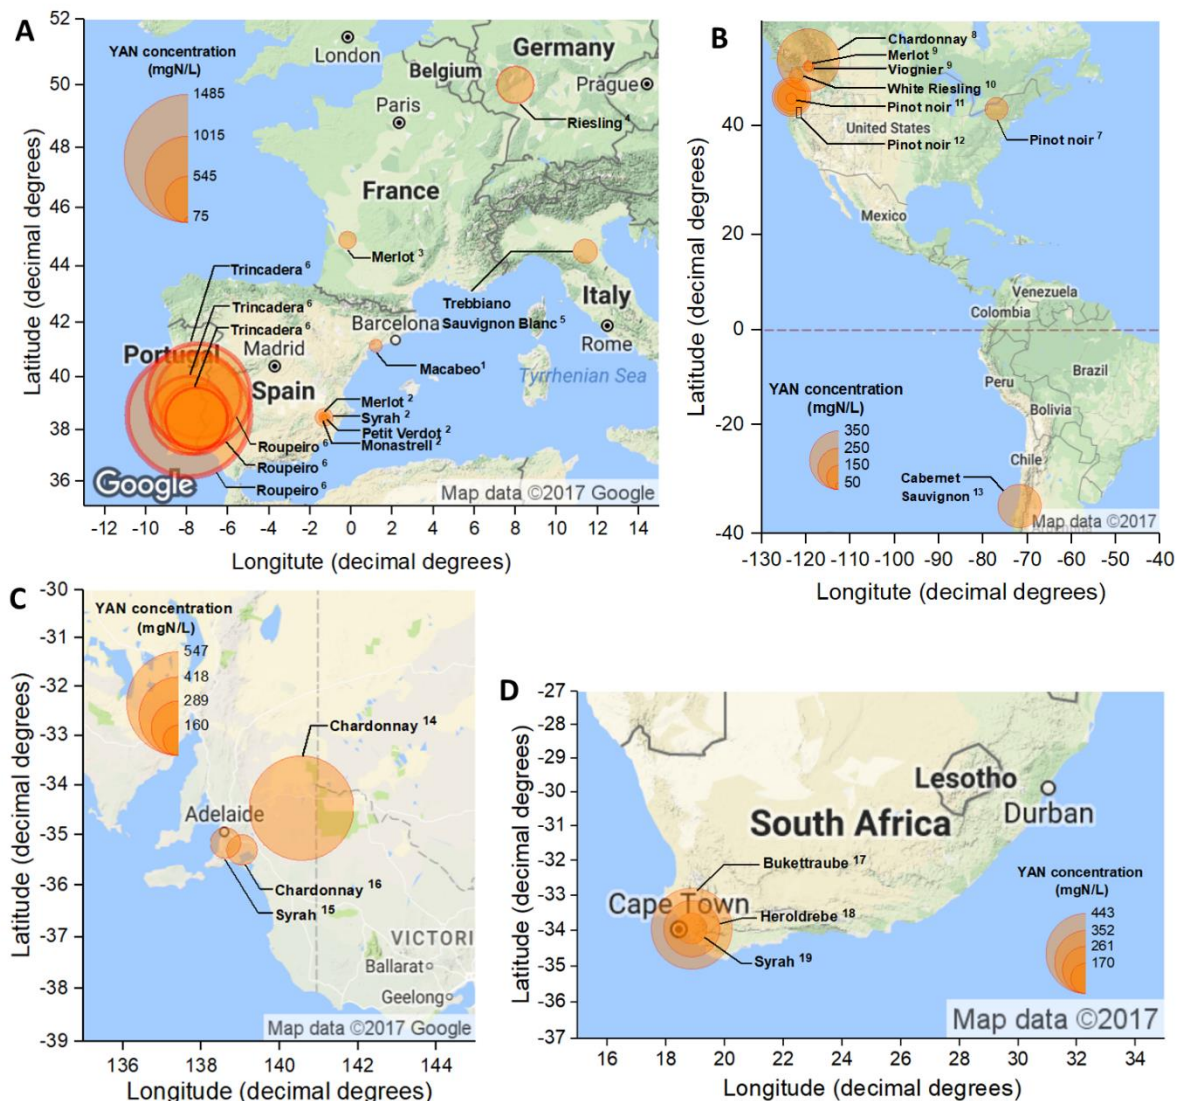 A
YAN concentration
(mgN/L)
1485
1015
545
75
London
Germany
Belgium
Prague
Paris
Riesling 4
France
Merlot 3
Trincadera 6
Trincadera 6
Trincadera 6
Trebbiano
Sauvignon Blanc 5
Italy
Barcelona
Rome
Portugal
Madrid
Macabeo 1
Tyrrhenian Sea
Spain
Merlot 2
Syrah 2
Petit Verdot 2
Monastrell 2
Roupeiro 6
Roupeiro 6
Roupeiro 6
Google
Map data ©2017 Google
52
50
48
46
44
42
40
38
36
Latitude (decimal degrees)
-12 -10 -8 -6 -4 -2 0 2 4 6 8 10 12 14
Longitute (decimal degrees)
B
Chardonnay 8
Merlot 9
Viognier 9
White Riesling 10
Pinot noir 11
United States
Pinot noir 12
Pinot noir 7
Mexico
Venezuela
Colombia
Peru
Brazil
Bolivia
Chile
YAN concentration
(mgN/L)
350
250
150
50
Cabernet
Sauvignon 13
Map data ©2017
40
20
0
-20
-40
Latitude (decimal degrees)
-130 -120 -110 -100 -90 -80 -70 -60 -50 -40
Longitute (decimal degrees)
C
YAN concentration
(mgN/L)
547
418
289
160
Chardonnay 14
Adelaide
Chardonnay 16
Syrah 15
VICTORI
Ballarat
Geelong
Map data ©2017 Google
-30
-31
-32
-33
-34
-35
-36
-37
-38
-39
Latitude (decimal degrees)
136 138 140 142 144
Longitude (decimal degrees)
D
Lesotho
Durban
South Africa
Bukettraube 17
Cape Town
Heroldrebe 18
Syrah 19
YAN concentration
(mgN/L)
443
352
261
170
Map data ©2017
-27
-28
-29
-30
-31
-32
-33
-34
-35
-36
-37
Latitude (decimal degrees)
16 18 20 22 24 26 28 30 32 34
Longitude (decimal degrees)